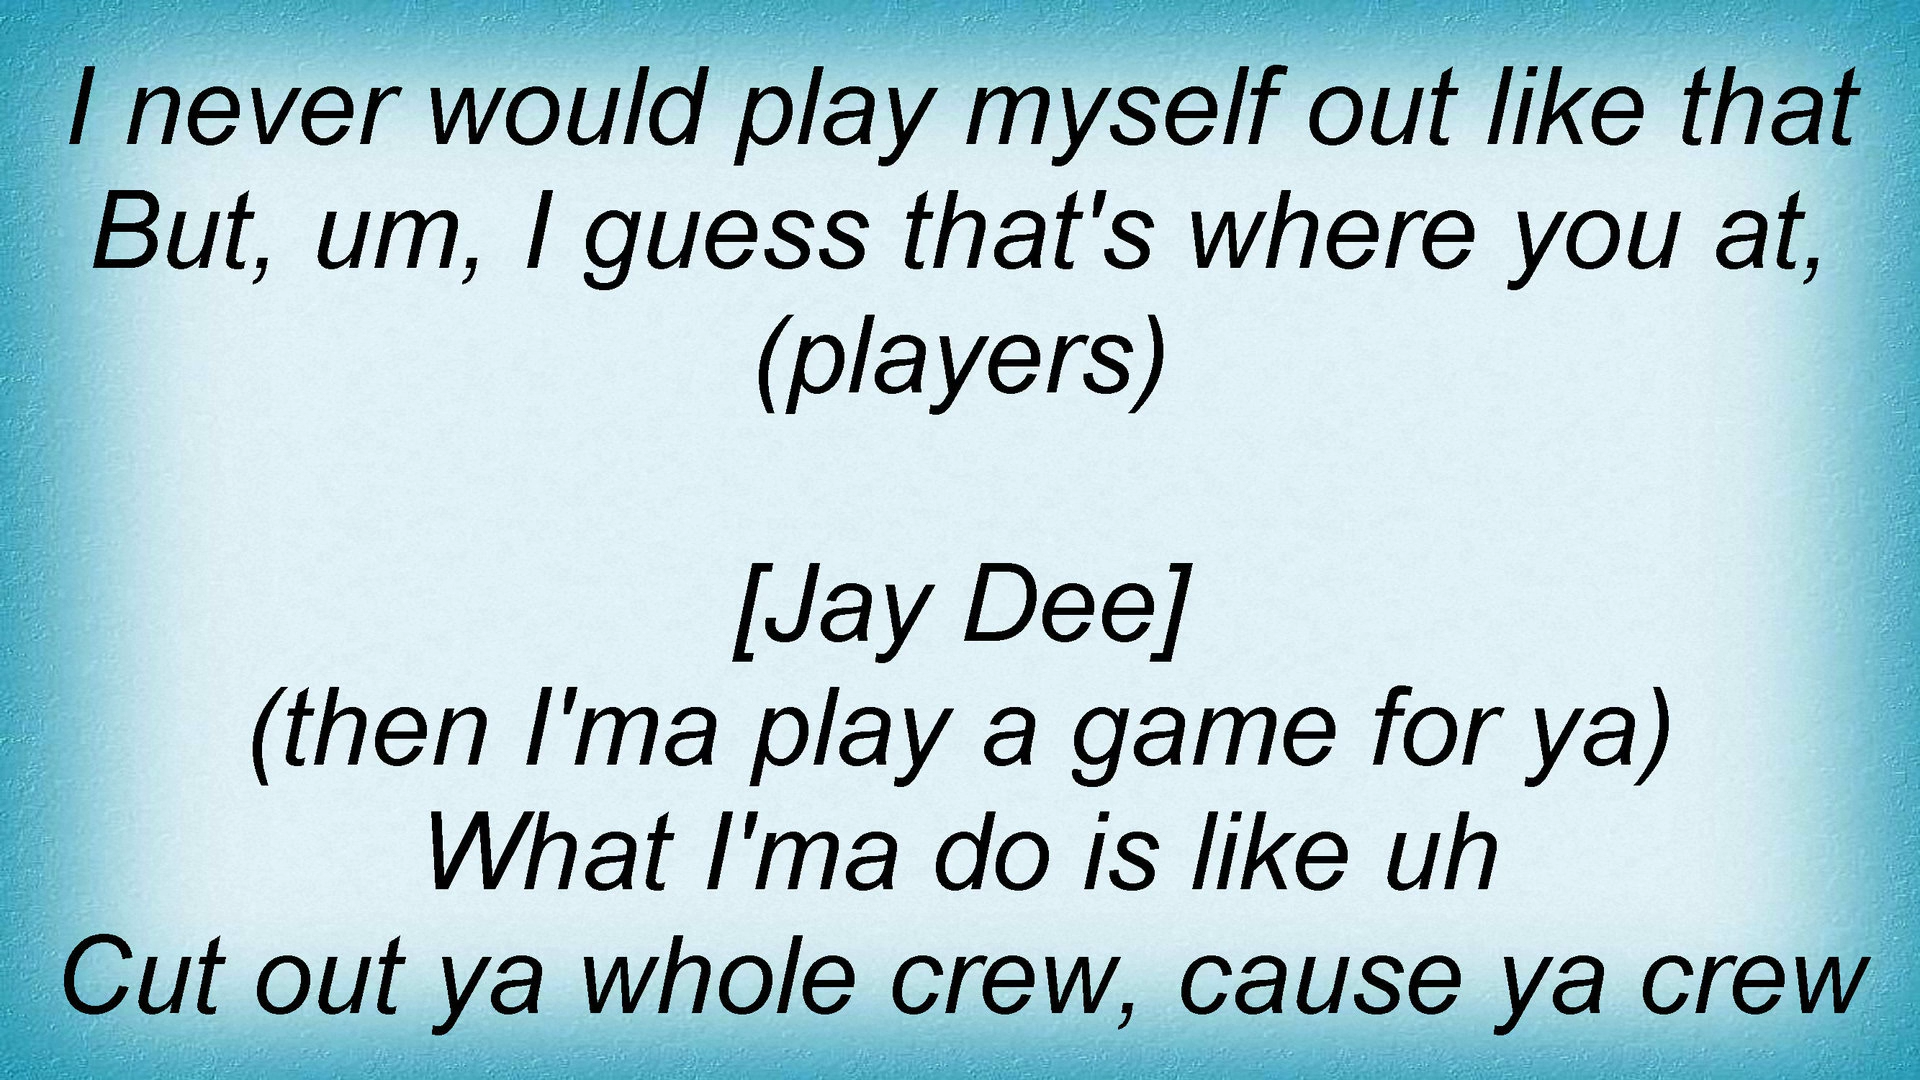 I never would play myself out like that
But, um, I guess that's where you at,
(players)
[Jay Dee]
(then I'ma play a game for ya)
What I'ma do is like uh
Cut out ya whole crew, cause ya crew